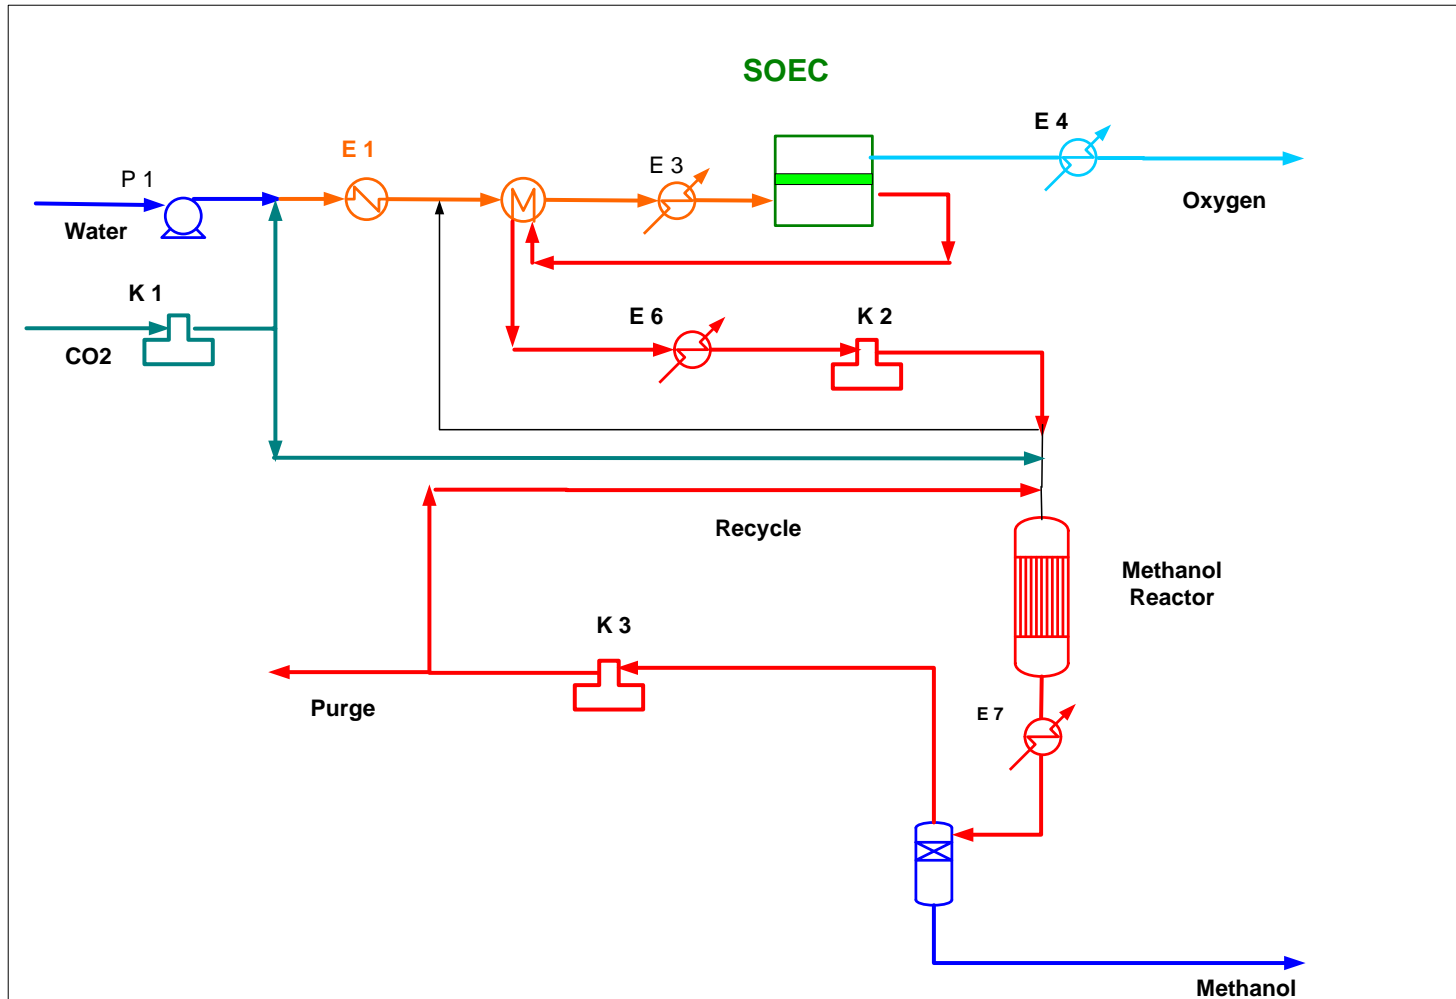 SOEC
E 4
E 1
E 3
P 1
Water
Oxygen
K 1
E 6
K 2
CO2
Recycle
Methanol
Reactor
K 3
Purge
E 7
Methanol